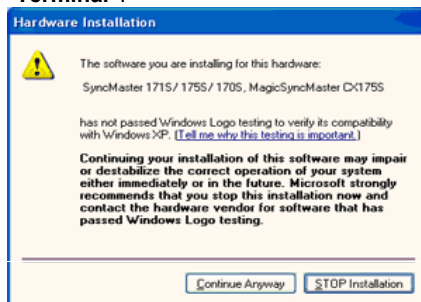 Terminal
Hardware Installation
The software you are installing for this hardware:
SyncMaster 171S/ 175S/ 170S, MagicSyncMaster CX175S
has not passed Windows Logo testing to verify its compatibility
with Windows XP. (Tell me why this testing is important.)
Continuing your installation of this software may impair
or destabilize the correct operation of your system
either immediately or in the future. Microsoft strongly
recommends that you stop this installation now and
contact the hardware vendor for software that has
passed Windows Logo testing.
Continue Anyway
STOP Installation